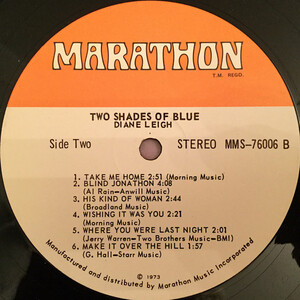 MARATHON
T.M. REGD.
TWO SHADES OF BLUE
DIANE LEIGH
Side Two
STEREO MMS-76006 B
1. TAKE ME HOME 2:51 (Morning Music)
2. BLIND JONATHON 4:08
(Al Rain-Anwill Music)
3. HIS KIND OF WOMAN 2:44
(Broadland Music)
4. WISHING IT WAS YOU 2:21
(Morning Music)
5. WHERE YOU WERE LAST NIGHT 2:01
(Jerry Warren-Two Brothers Music-BMI)
6. MAKE IT OVER THE HILL 1:57
(G. Hall-Starr Music)
© 1973
Manufactured and distributed by Marathon Music Incorporated